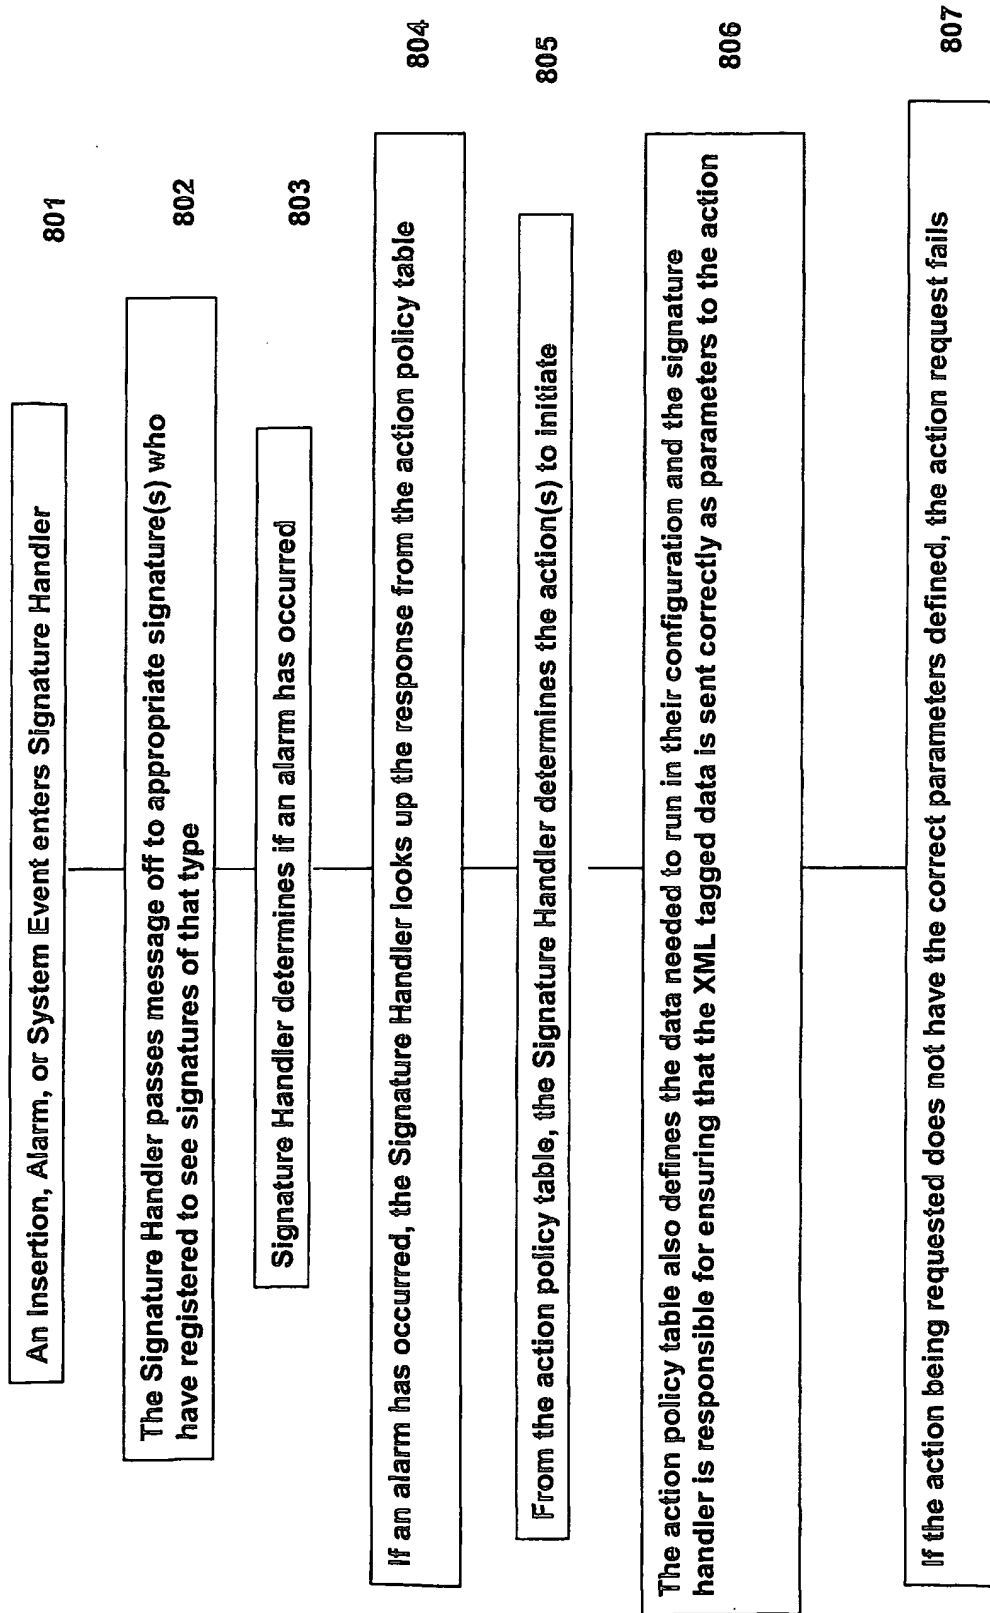 An Insertion, Alarm, or System Event enters Signature Handler
801
The Signature Handler passes message off to appropriate signature(s) who
have registered to see signatures of that type
802
Signature Handler determines if an alarm has occurred
803
If an alarm has occurred, the Signature Handler looks up the response from the action policy table
804
From the action policy table, the Signature Handler determines the action(s) to initiate
805
The action policy table also defines the data needed to run in their configuration and the signature
handler is responsible for ensuring that the XML tagged data is sent correctly as parameters to the action
806
If the action being requested does not have the correct parameters defined, the action request fails
807